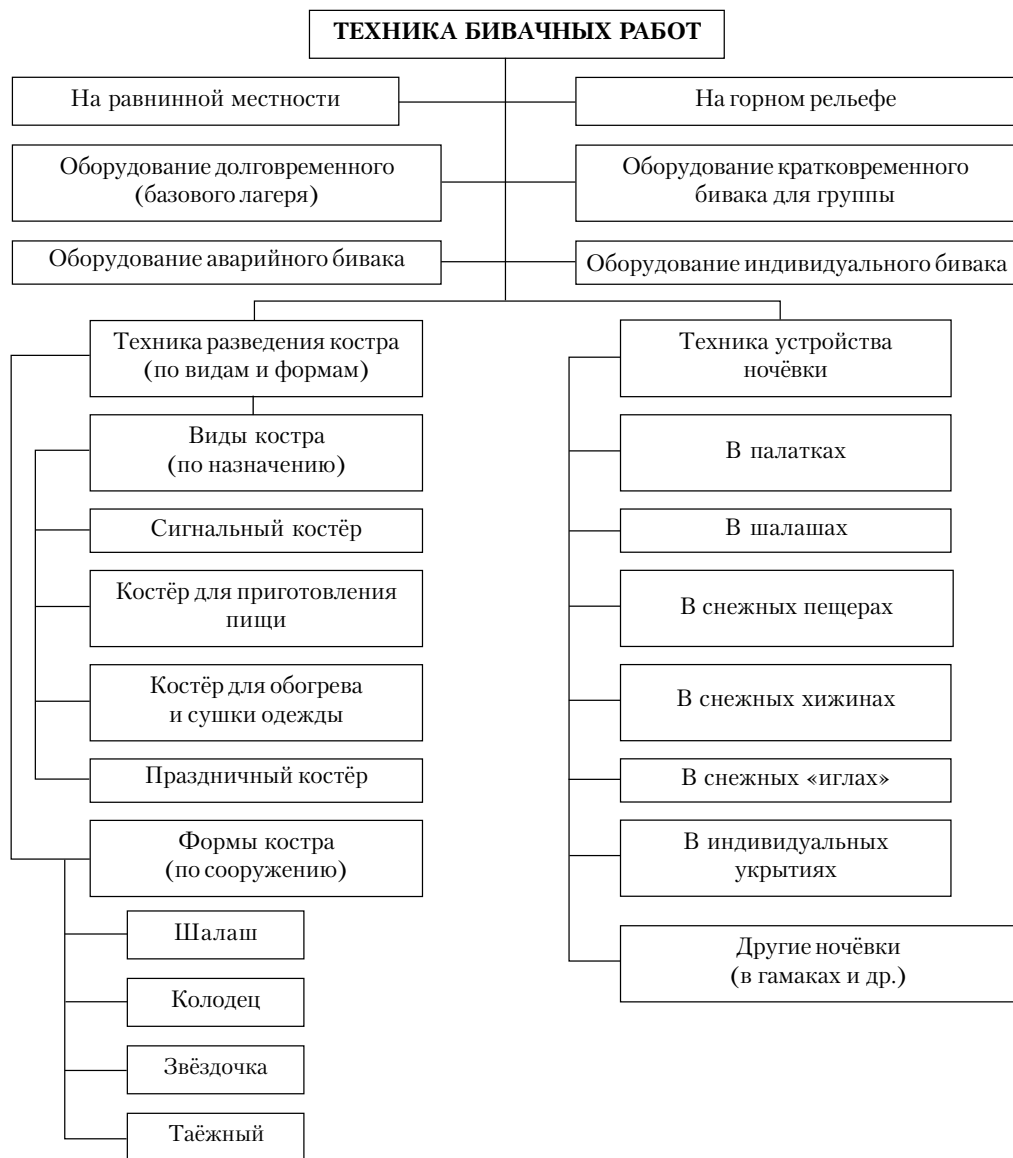 ТЕХНИКА БИВАЧНЫХ РАБОТ
На равнинной местности
На горном рельефе
Оборудование долговременного
(базового лагеря)
Оборудование кратковременного
бивака для группы
Оборудование аварийного бивака
Оборудование индивидуального бивака
Техника разведения костра
(по видам и формам)
Виды костра
(по назначению)
Сигнальный костёр
Костёр для приготовления
пищи
Костёр для обогрева
и сушки одежды
Праздничный костёр
Формы костра
(по сооружению)
Шалаш
Колодец
Звёздочка
Таёжный
Техника устройства
ночёвки
В палатках
В шалашах
В снежных пещерах
В снежных хижинах
В снежных «иглах»
В индивидуальных
укрытиях
Другие ночёвки
(в гамаках и др.)